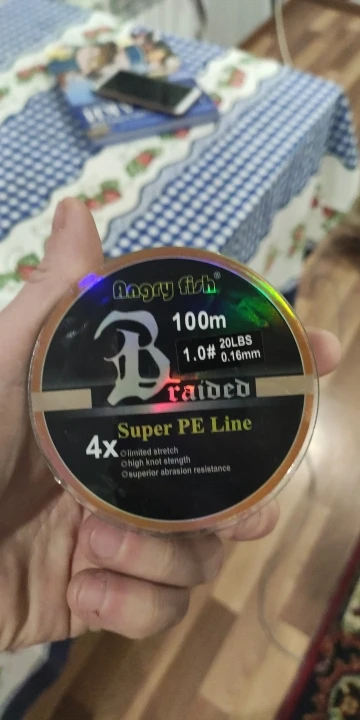 Angry fish®
100m
1.0# 20LBS
0.16mm
Braided
Super PE Line
4x
limited stretch
high knot stength
superior abrasion resistance